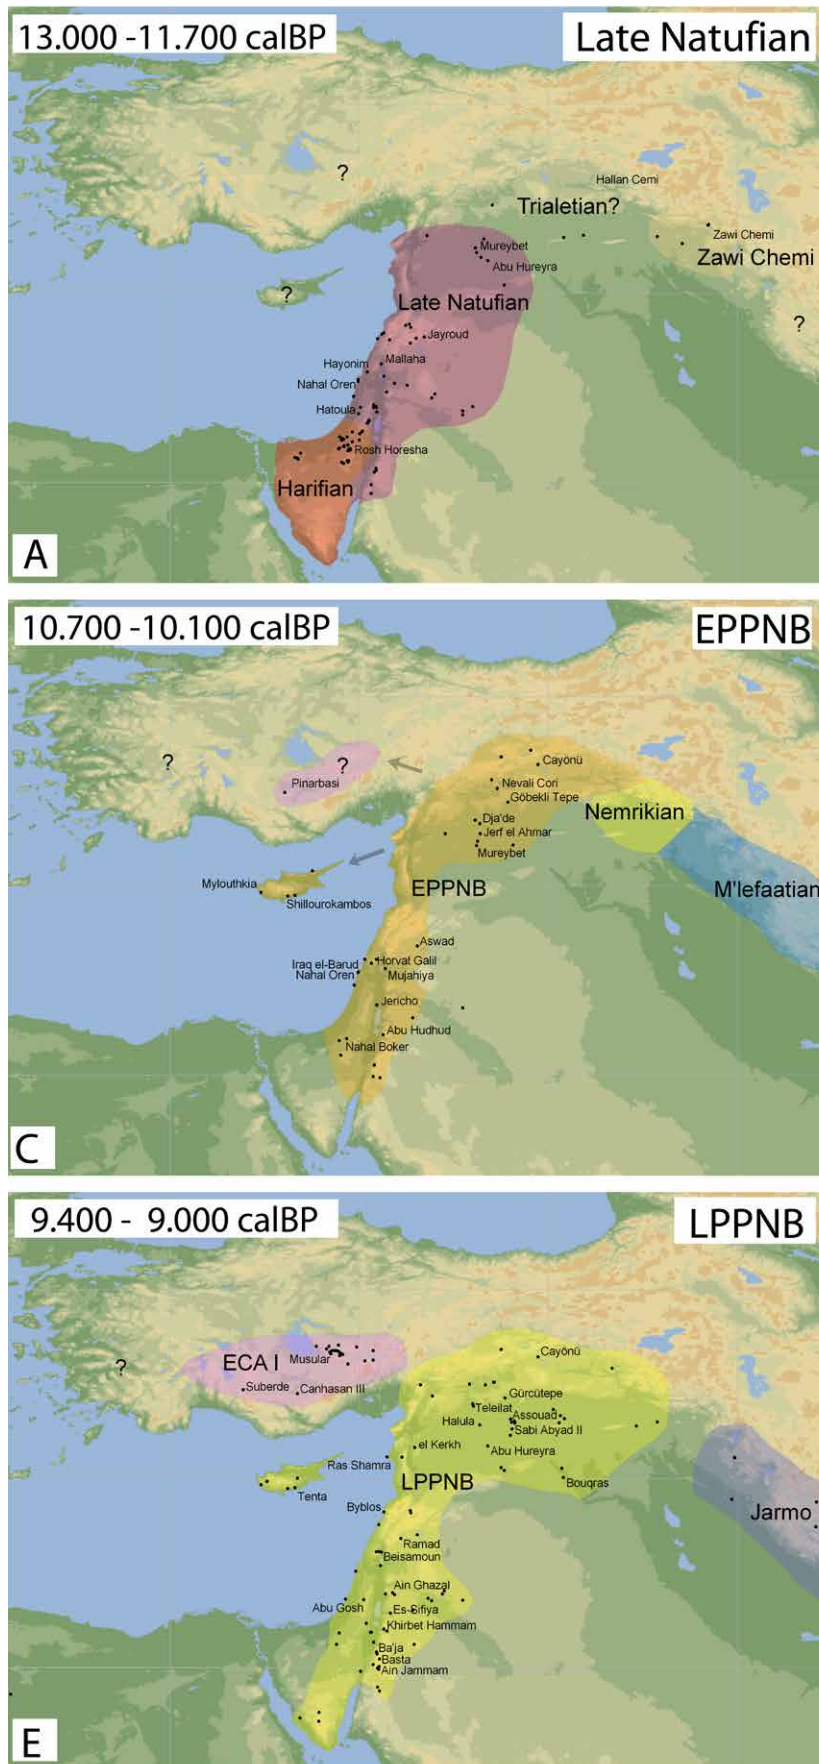 13.000 -11.700 calBP
Late Natufian
?
Hallan Cemi
Trialetian?
Zawi Chemi
Zawi Chemi
Mureybet
Abu Hureyra
?
Late Natufian
?
Jayroud
Mallaha
Hayonim
Nahal Oren
Hatoula
Rosh Horesha
Harifian
A
10.700 -10.100 calBP
EPPNB
?
?
Pinarbasi
Cayönü
Nevali Cori
Göbekli Tepe
Nemrikian
Dja'de
Jerf el Ahmar
Mureybet
Mylouthkia
Shillourokambos
EPPNB
M'lefaatian
Aswad
Iraq el-Barud
Horvat Galil
Nahal Oren
Mujahiya
Jericho
Abu Hudhud
Nahal Boker
C
9.400 - 9.000 calBP
LPPNB
?
ECA I
Musular
Cayönü
Suberde
Canhasan III
Gürcütepe
Teleilat
Assouad
Halula
Sabi Abyad II
el Kerkh
Abu Hureyra
Ras Shamra
LPPNB
Bouqras
Tenta
Byblos
Jarmo
Ramad
Beisamoun
Ain Ghazal
Abu Gosh
Es-Sifiya
Khirbet Hammam
Ba'ja
Basta
Ain Jammam
E